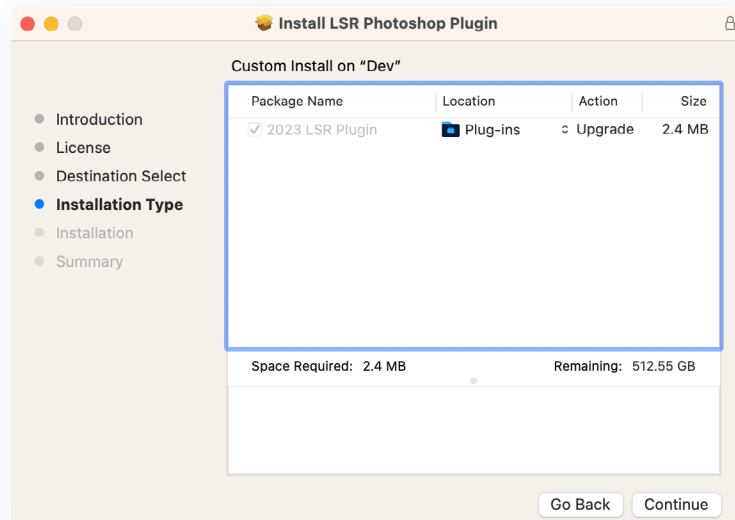 Install LSR Photoshop Plugin
Custom Install on “Dev”
Introduction
License
Destination Select
Installation Type
Installation
Summary
Package Name Location Action Size
2023 LSR Plugin Plug-ins Upgrade 2.4 MB
Space Required: 2.4 MB Remaining: 512.55 GB
Go Back Continue